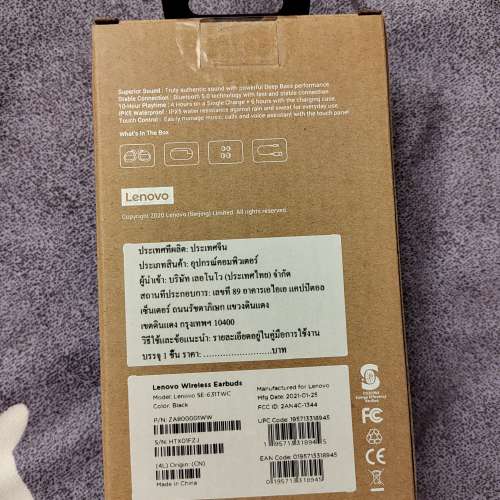 Superior Sound : Truly authentic sound with powerful Deep Bass performance
Stable Connection : Bluetooth 5.0 technology with fast and stable connection
10-Hour Playtime : 4 Hours on a Single Charge + 6 hours with the charging case
IPX5 Waterproof : IPX5 water resistance against rain and sweat for everyday use
Touch Control : Easily manage music, calls and voice assistant with the touch panel
What's In The Box
Lenovo
Copyright 2020 Lenovo (Beijing) Limited. All rights reserved.
ประเทศที่ผลิต: ประเทศจีน
ประเภทสินค้า: อุปกรณ์คอมพิวเตอร์
ผู้นำเข้า: บริษัท เลอโนโว (ประเทศไทย) จำกัด
สถานที่ประกอบการ: เลขที่ 89 อาคารเอไอเอ แคปปิตอล
เซ็นเตอร์ ถนนรัชดาภิเษก แขวงดินแดง
เขตดินแดง กรุงเทพฯ 10400
วิธีใช้และข้อแนะนำ: รายละเอียดอยู่ในคู่มือการใช้งาน
บรรจุ 1 ชิ้น ราคา...........................บาท
Lenovo Wireless Earbuds
Model: Lenovo SE-631TWC
Color: Black
P/N: ZA800001WW
S/N: HTX01FZJ
(4L) Origin: (CN)
Made in China
Manufactured for Lenovo
Mfg. Date: 2021-01-25
FCC ID: 2AN4C-1344
UPC Code: 195713318945
195713318945
EAN Code: 0195713318945
FC
CE